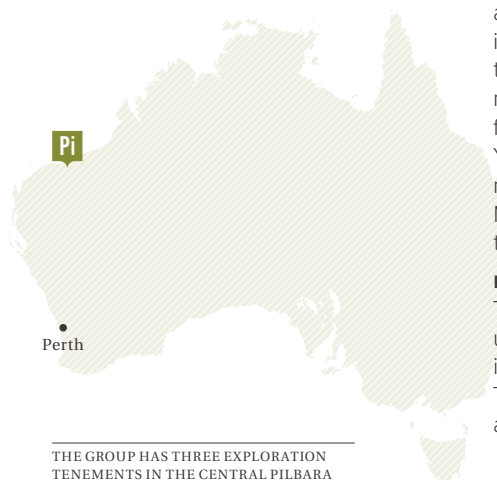 Pi
Perth
THE GROUP HAS THREE EXPLORATION
TENEMENTS IN THE CENTRAL PILBARA